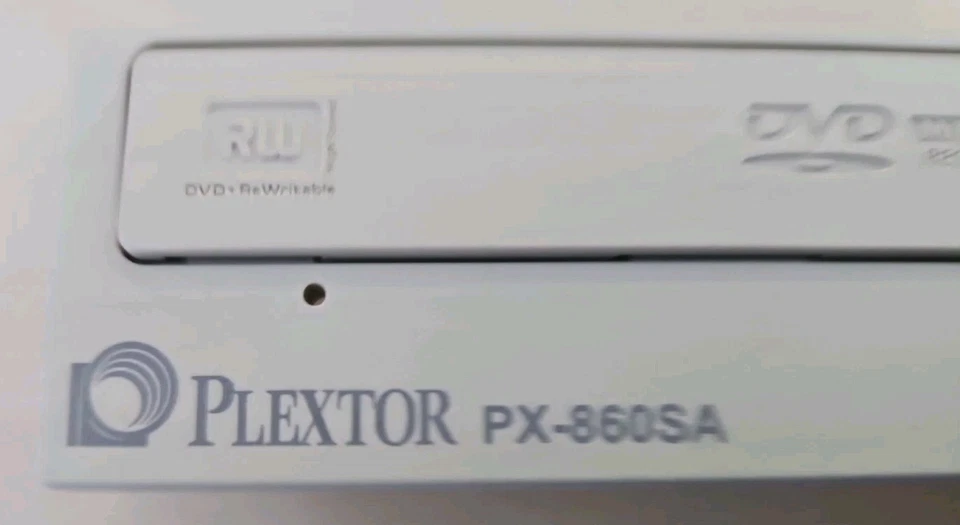 RW
DVD+ReWritable
DVD
PLEXTOR PX-860SA